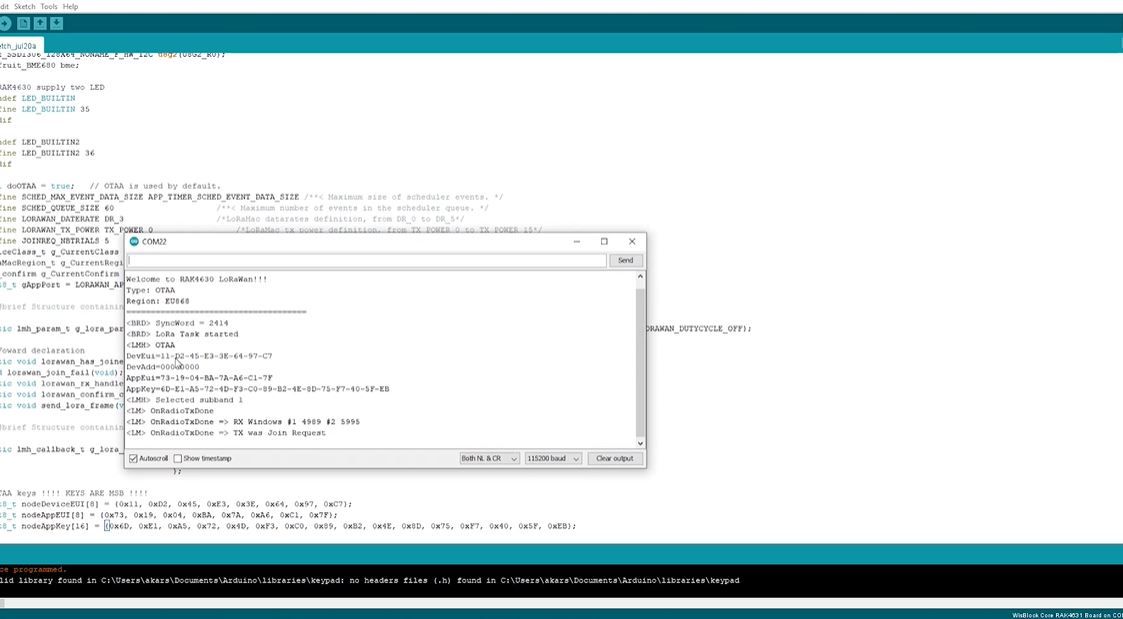 dit Sketch Tools Help
etch_jul20a
t_SSD1306_128X64_NONAME_F_HW_I2C u8g2(U8G2_R0);
fruit_BME680 bme;
RAK4630 supply two LED
ndef LED_BUILTIN
fine LED_BUILTIN 35
dif
ndef LED_BUILTIN2
fine LED_BUILTIN2 36
dif
l doOTAA = true;   // OTAA is used by default.
fine SCHED_MAX_EVENT_DATA_SIZE APP_TIMER_SCHED_EVENT_DATA_SIZE /**< Maximum size of scheduler events. */
fine SCHED_QUEUE_SIZE 60 /**< Maximum number of events in the scheduler queue. */
fine LORAWAN_DATERATE DR_3 /*LoRaMac datarates definition, from DR_0 to DR_5*/
fine LORAWAN_TX_POWER TX_POWER_0 /*LoRaMac tx power definition, from TX_POWER_0 to TX_POWER_15*/
fine JOINREQ_NBTRIALS 5
iceClass_t g_CurrentClass
aMacRegion_t g_CurrentRegi
_confirm g_CurrentConfirm
t8_t gAppPort = LORAWAN_AP
@brief Structure containin
tic lmh_param_t g_lora_par
ORAWAN_DUTYCYCLE_OFF);
Foward declaration
tic void lorawan_has_joine
d lorawan_join_fail(void);
tic void lorawan_rx_handle
tic void lorawan_confirm_c
tic void send_lora_frame(v
@brief Structure containin
tic lmh_callback_t g_lora_
};
TAA keys !!!! KEYS ARE MSB !!!!
t8_t nodeDeviceEUI[8] = {0x11, 0xD2, 0x45, 0xE3, 0x3E, 0x64, 0x97, 0xC7};
t8_t nodeAppEUI[8] = {0x73, 0x19, 0x04, 0xBA, 0x7A, 0xA6, 0xC1, 0x7F};
t8_t nodeAppKey[16] = {0x6D, 0xE1, 0xA5, 0x72, 0x4D, 0xF3, 0xC0, 0x89, 0xB2, 0x4E, 0x8D, 0x75, 0xF7, 0x40, 0x5F, 0xEB};
COM22
Send
Welcome to RAK4630 LoRaWan!!!
Type: OTAA
Region: EU868
=====================================
<BRD> SyncWord = 2414
<BRD> LoRa Task started
<LMH> OTAA
DevEui=11-D2-45-E3-3E-64-97-C7
DevAdd=00000000
AppEui=73-19-04-BA-7A-A6-C1-7F
AppKey=6D-E1-A5-72-4D-F3-C0-89-B2-4E-8D-75-F7-40-5F-EB
<LMH> Selected subband 1
<LM> OnRadioTxDone
<LM> OnRadioTxDone => RX Windows #1 4989 #2 5995
<LM> OnRadioTxDone => TX was Join Request
Autoscroll Show timestamp Both NL & CR 115200 baud Clear output
ce programmed.
lid library found in C:\Users\akars\Documents\Arduino\libraries\keypad: no headers files (.h) found in C:\Users\akars\Documents\Arduino\libraries\keypad
WisBlock Core RAK4631 Board on CO